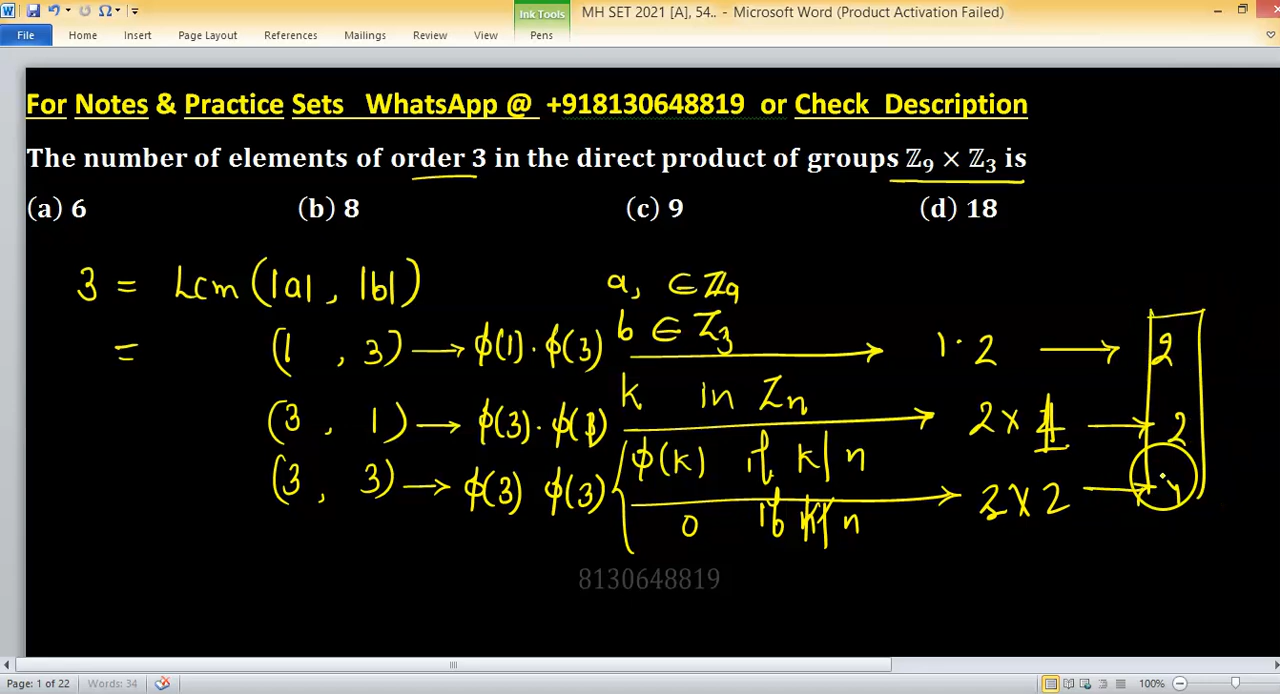 Ink Tools
MH SET 2021 [A], 54.. - Microsoft Word (Product Activation Failed)
File Home Insert Page Layout References Mailings Review View Pens
For Notes & Practice Sets WhatsApp @ +918130648819 or Check Description
The number of elements of order 3 in the direct product of groups ℤ₉ × ℤ₃ is
(a) 6 (b) 8 (c) 9 (d) 18
3 = Lcm (|a|, |b|) a, ∈ ℤ₉
b ∈ ℤ₃
= (1, 3) → ϕ(1)·ϕ(3) → 1·2 → 2
k in ℤn
(3, 1) → ϕ(3)·ϕ(1) → 2 × 1 → 2
ϕ(k) if k|n
(3, 3) → ϕ(3) ϕ(3) → 2 × 2 → 4
0 if k∤n
8130648819
Page: 1 of 22 Words: 34 100%